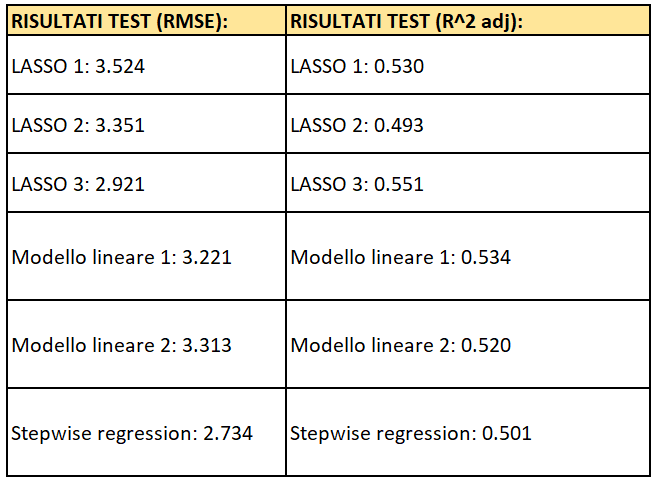 RISULTATI TEST (RMSE): RISULTATI TEST (R^2 adj):
LASSO 1: 3.524 LASSO 1: 0.530
LASSO 2: 3.351 LASSO 2: 0.493
LASSO 3: 2.921 LASSO 3: 0.551
Modello lineare 1: 3.221 Modello lineare 1: 0.534
Modello lineare 2: 3.313 Modello lineare 2: 0.520
Stepwise regression: 2.734 Stepwise regression: 0.501